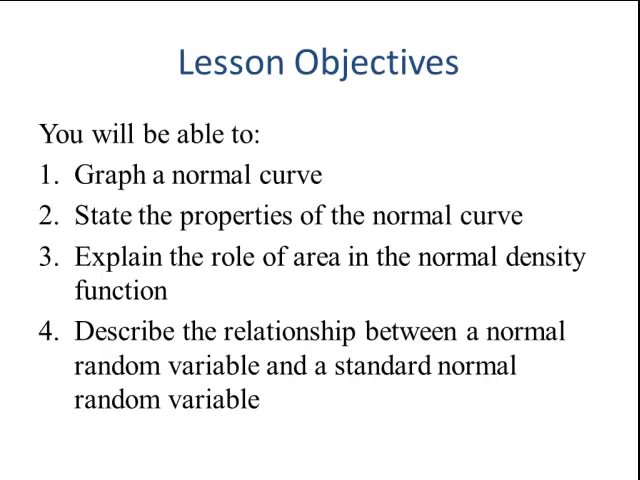 Lesson Objectives
You will be able to:
1. Graph a normal curve
2. State the properties of the normal curve
3. Explain the role of area in the normal density
function
4. Describe the relationship between a normal
random variable and a standard normal
random variable